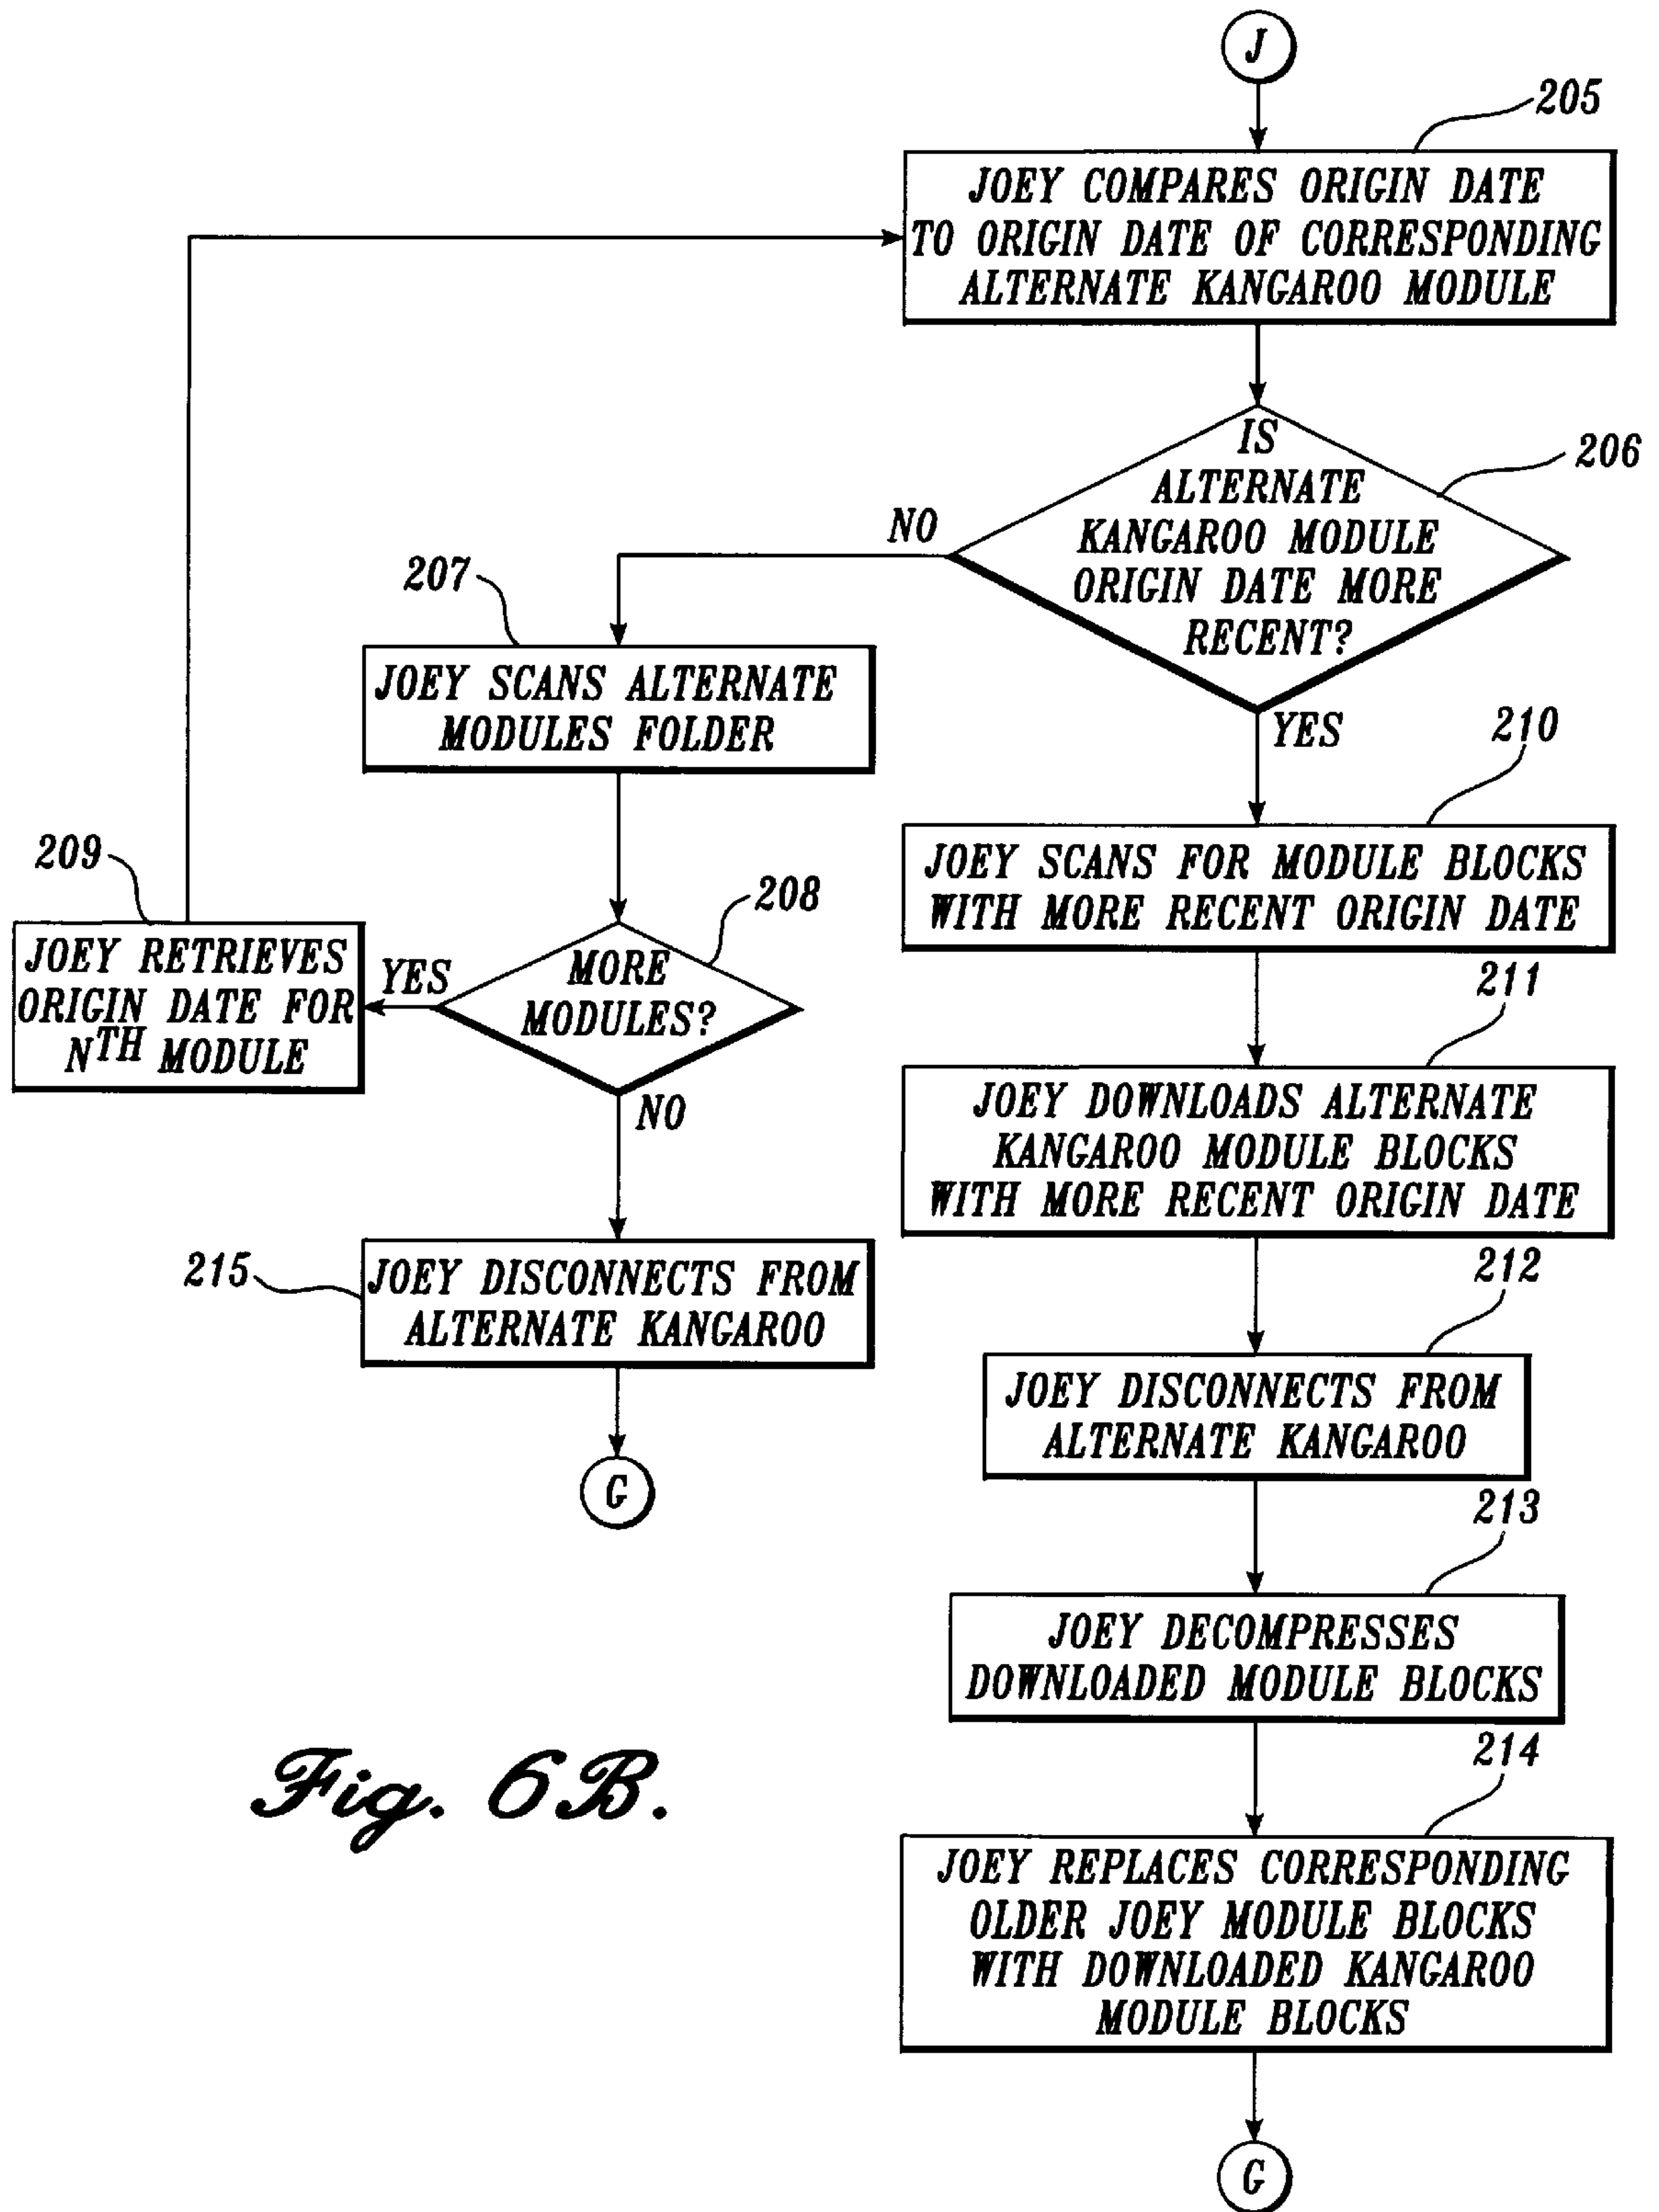 J
205
JOEY COMPARES ORIGIN DATE
TO ORIGIN DATE OF CORRESPONDING
ALTERNATE KANGAROO MODULE
206
IS
ALTERNATE
KANGAROO MODULE
ORIGIN DATE MORE
RECENT?
NO
YES
207
JOEY SCANS ALTERNATE
MODULES FOLDER
208
MORE
MODULES?
YES
NO
209
JOEY RETRIEVES
ORIGIN DATE FOR
NTH MODULE
215
JOEY DISCONNECTS FROM
ALTERNATE KANGAROO
G
210
JOEY SCANS FOR MODULE BLOCKS
WITH MORE RECENT ORIGIN DATE
211
JOEY DOWNLOADS ALTERNATE
KANGAROO MODULE BLOCKS
WITH MORE RECENT ORIGIN DATE
212
JOEY DISCONNECTS FROM
ALTERNATE KANGAROO
213
JOEY DECOMPRESSES
DOWNLOADED MODULE BLOCKS
214
JOEY REPLACES CORRESPONDING
OLDER JOEY MODULE BLOCKS
WITH DOWNLOADED KANGAROO
MODULE BLOCKS
G
Fig. 6B.